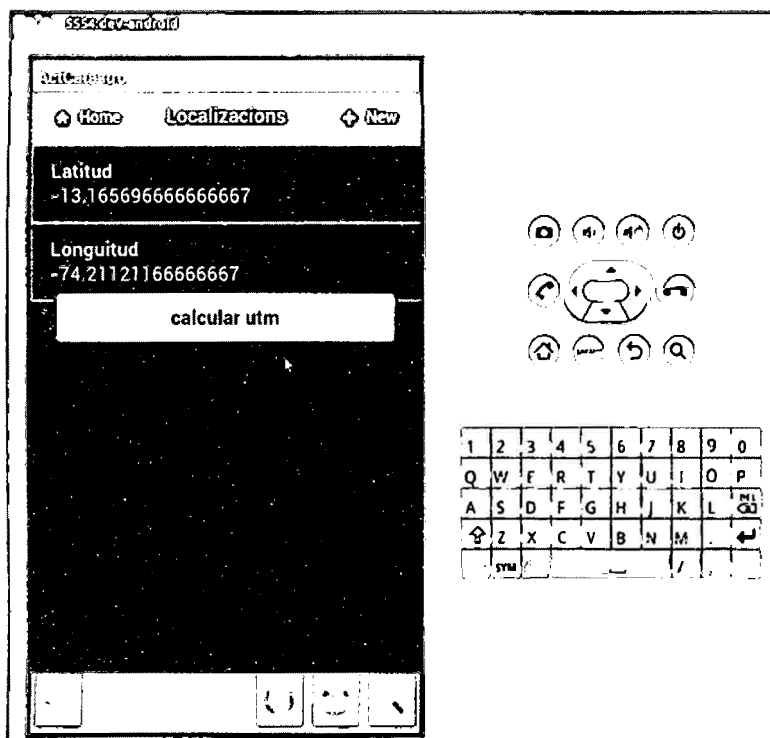 5554:dev-android
Home Localizacions New
Latitud
-13,165696666666667
Longuitud
-74,21121166666667
calcular utm
1 2 3 4 5 6 7 8 9 0
Q W E R T Y U I O P
A S D F G H J K L
Z X C V B N M .
SYM / ,